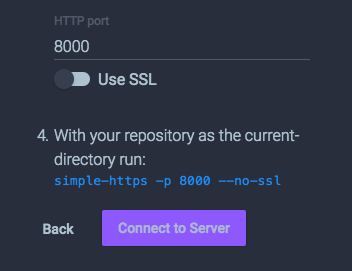 HTTP port
8000
Use SSL
4. With your repository as the current-
directory run:
simple-https -p 8000 --no-ssl
Back
Connect to Server